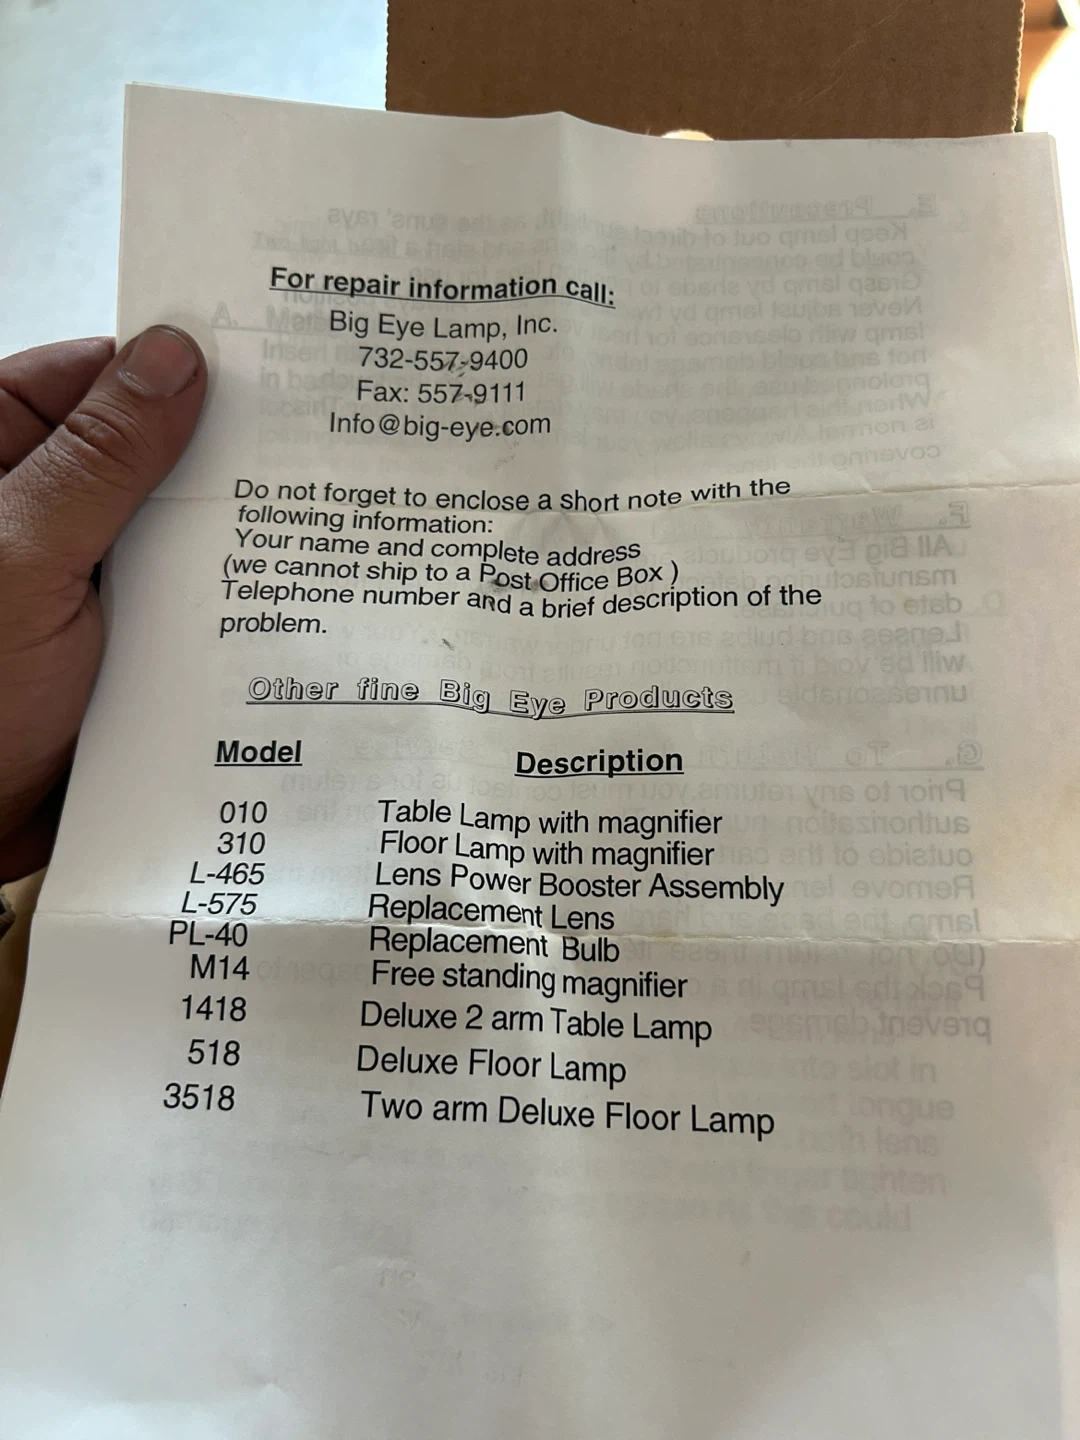 For repair information call:
Big Eye Lamp, Inc.
732-557-9400
Fax: 557-9111
Info@big-eye.com
Do not forget to enclose a short note with the
following information:
Your name and complete address
(we cannot ship to a Post Office Box )
Telephone number and a brief description of the
problem.
Other fine Big Eye Products
Model Description
010 Table Lamp with magnifier
310 Floor Lamp with magnifier
L-465 Lens Power Booster Assembly
L-575 Replacement Lens
PL-40 Replacement Bulb
M14 Free standing magnifier
1418 Deluxe 2 arm Table Lamp
518 Deluxe Floor Lamp
3518 Two arm Deluxe Floor Lamp